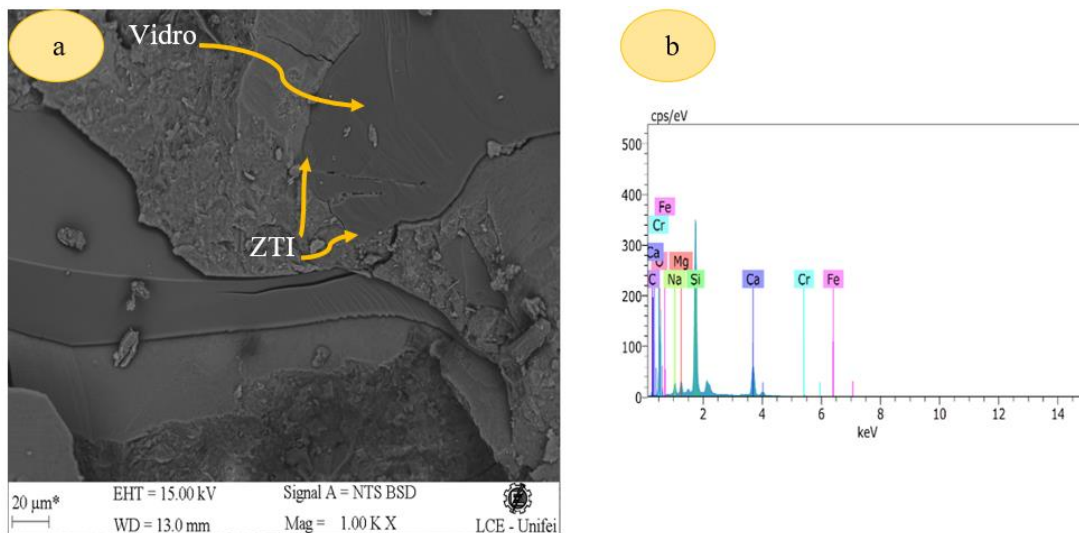 a
Vidro
ZTI
20 µm*
EHT = 15.00 kV
Signal A = NTS BSD
WD = 13.0 mm
Mag = 1.00 K X
LCE - Unifei
b
cps/eV
500
400
300
200
100
0
Fe
Cr
Ca
C
Mg
Na
Si
Ca
Cr
Fe
2 4 6 8 10 12 14
keV